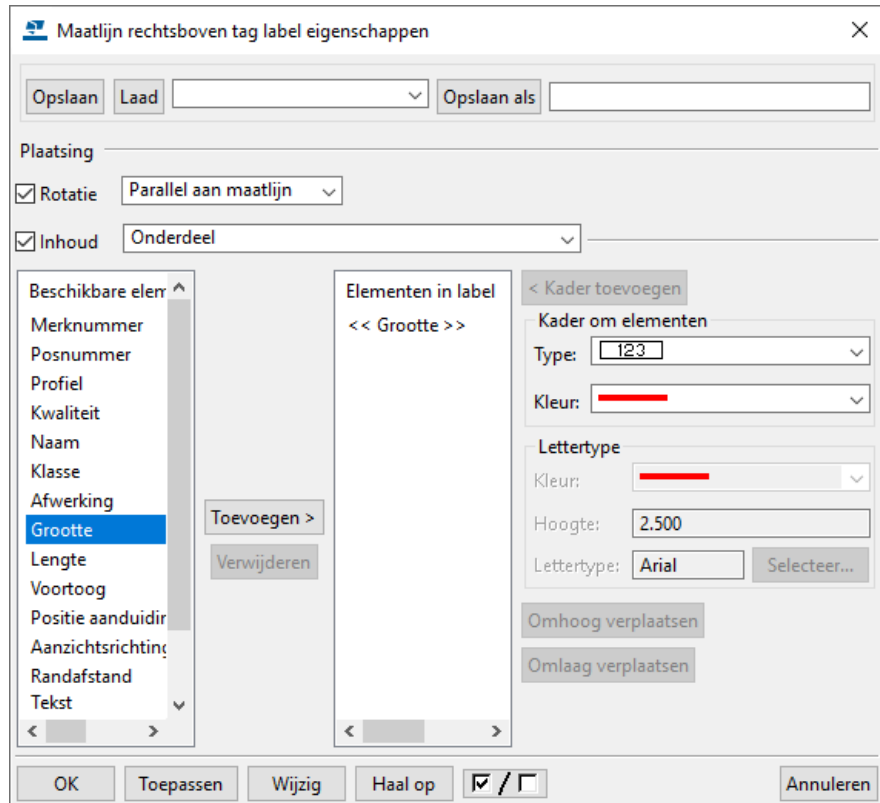 Maatlijn rechtsboven tag label eigenschappen
Opslaan Laad Opslaan als
Plaatsing
Rotatie Parallel aan maatlijn
Inhoud Onderdeel
Beschikbare elem
Merknummer
Posnummer
Profiel
Kwaliteit
Naam
Klasse
Afwerking
Grootte
Lengte
Voortoog
Positie aanduidin
Aanzichtsrichting
Randafstand
Tekst
Toevoegen >
Verwijderen
Elementen in label
<< Grootte >>
< Kader toevoegen
Kader om elementen
Type: 123
Kleur:
Lettertype
Kleur:
Hoogte: 2.500
Lettertype: Arial Selecteer...
Omhoog verplaatsen
Omlaag verplaatsen
OK Toepassen Wijzig Haal op / Annuleren